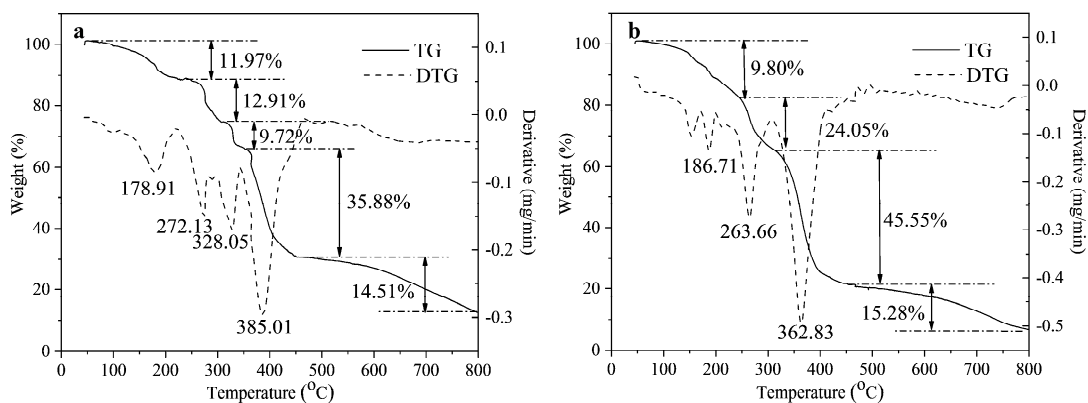 a
TG
DTG
100
80
60
40
20
0
Weight (%)
11.97%
12.91%
9.72%
35.88%
14.51%
178.91
272.13
328.05
385.01
0.1
0.0
-0.1
-0.2
-0.3
Derivative (mg/min)
0 100 200 300 400 500 600 700 800
Temperature (°C)
b
TG
DTG
100
80
60
40
20
0
Weight (%)
9.80%
24.05%
45.55%
15.28%
186.71
263.66
362.83
0.1
0.0
-0.1
-0.2
-0.3
-0.4
-0.5
Derivative (mg/min)
0 100 200 300 400 500 600 700 800
Temperature (°C)